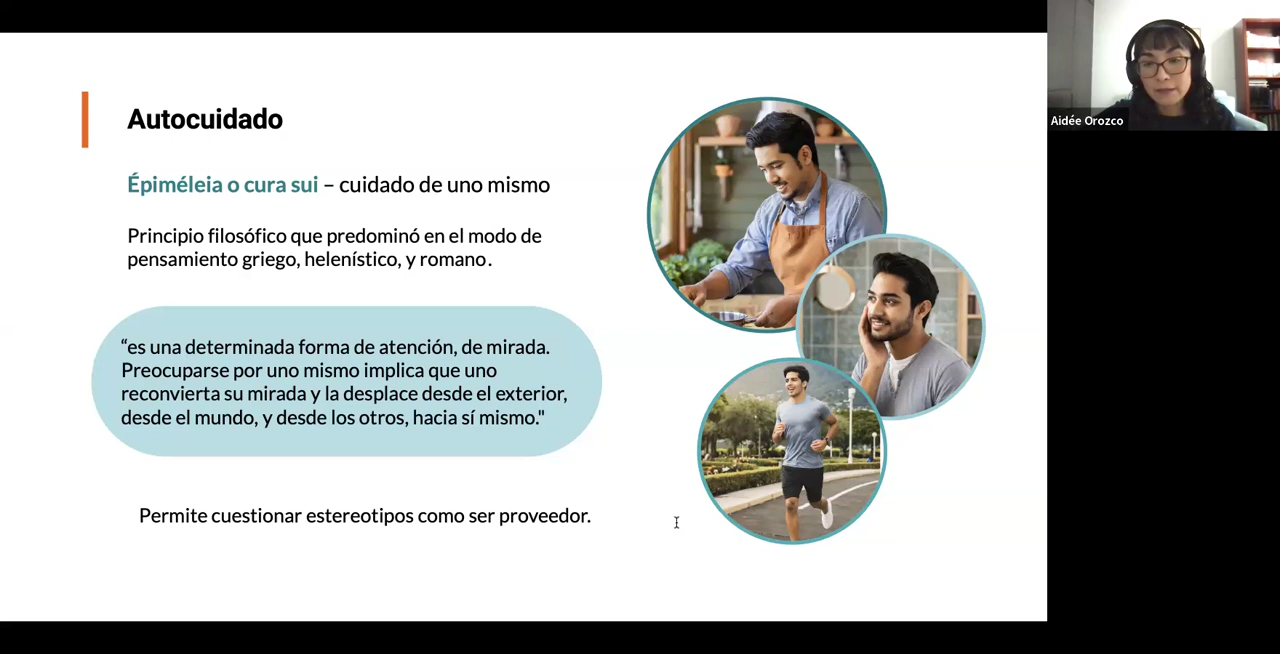 Autocuidado
Épiméleia o cura sui – cuidado de uno mismo
Principio filosófico que predominó en el modo de
pensamiento griego, helenístico, y romano.
“es una determinada forma de atención, de mirada.
Preocuparse por uno mismo implica que uno
reconvierta su mirada y la desplace desde el exterior,
desde el mundo, y desde los otros, hacia sí mismo."
Permite cuestionar estereotipos como ser proveedor.
Aidée Orozco